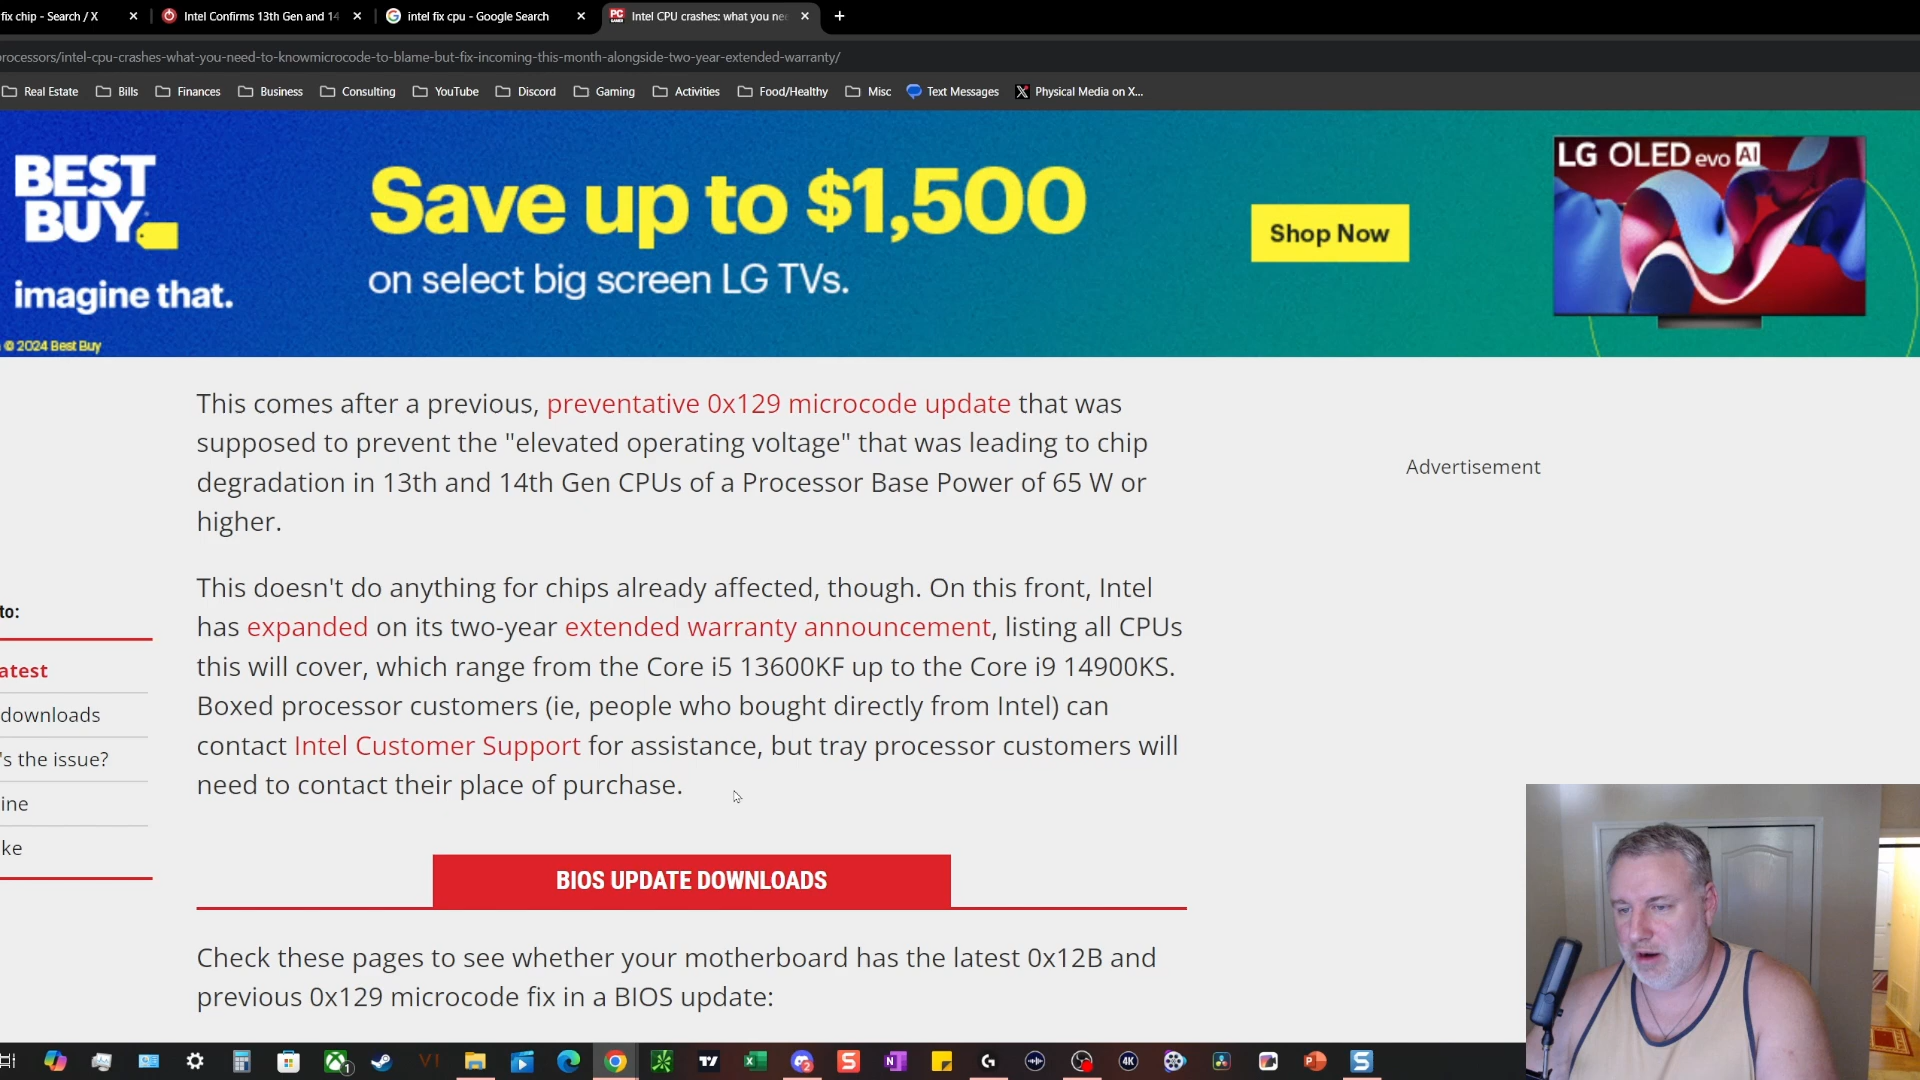 fix chip - Search / X
Intel Confirms 13th Gen and 14
intel fix cpu - Google Search
Intel CPU crashes: what you nee
rocessors/intel-cpu-crashes-what-you-need-to-knowmicrocode-to-blame-but-fix-incoming-this-month-alongside-two-year-extended-warranty/
Real Estate
Bills
Finances
Business
Consulting
YouTube
Discord
Gaming
Activities
Food/Healthy
Misc
Text Messages
Physical Media on X...
BEST
BUY
imagine that.
© 2024 Best Buy
Save up to $1,500
on select big screen LG TVs.
Shop Now
LG OLED evo AI
This comes after a previous, preventative 0x129 microcode update that was
supposed to prevent the "elevated operating voltage" that was leading to chip
degradation in 13th and 14th Gen CPUs of a Processor Base Power of 65 W or
higher.
Advertisement
This doesn't do anything for chips already affected, though. On this front, Intel
has expanded on its two-year extended warranty announcement, listing all CPUs
this will cover, which range from the Core i5 13600KF up to the Core i9 14900KS.
Boxed processor customers (ie, people who bought directly from Intel) can
contact Intel Customer Support for assistance, but tray processor customers will
need to contact their place of purchase.
to:
atest
downloads
's the issue?
ine
ke
BIOS UPDATE DOWNLOADS
Check these pages to see whether your motherboard has the latest 0x12B and
previous 0x129 microcode fix in a BIOS update: